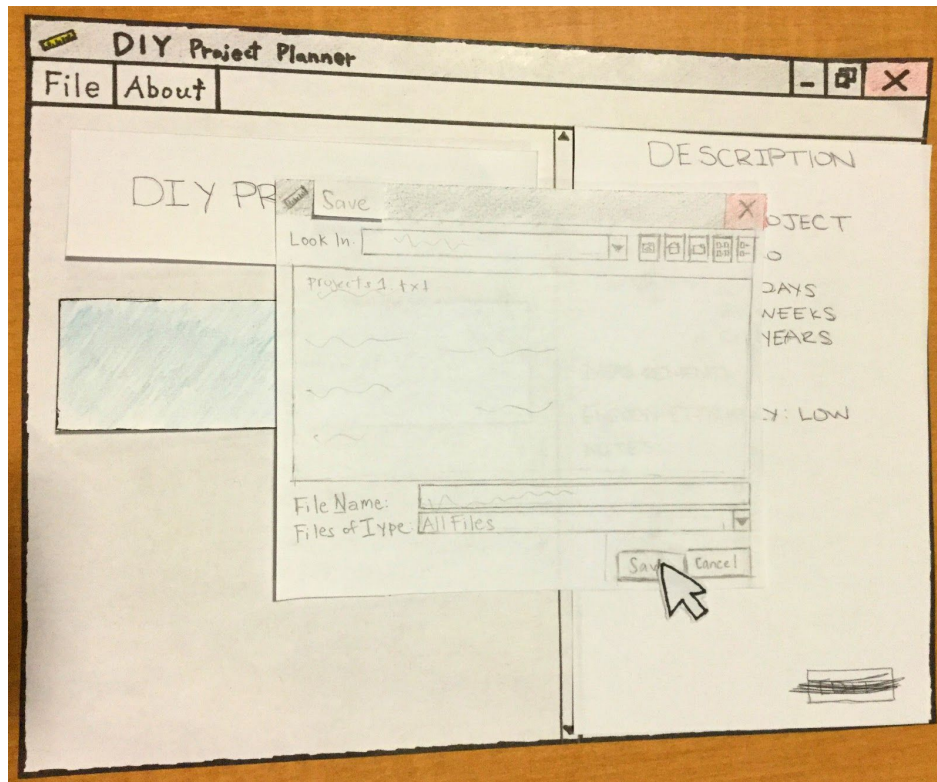 DIY Project Planner
File About
DIY PR
DESCRIPTION
Save
OJECT
Look In:
O
projects1.txt
DAYS
WEEKS
YEARS
Y: LOW
File Name:
Files of Type: All Files
Save Cancel